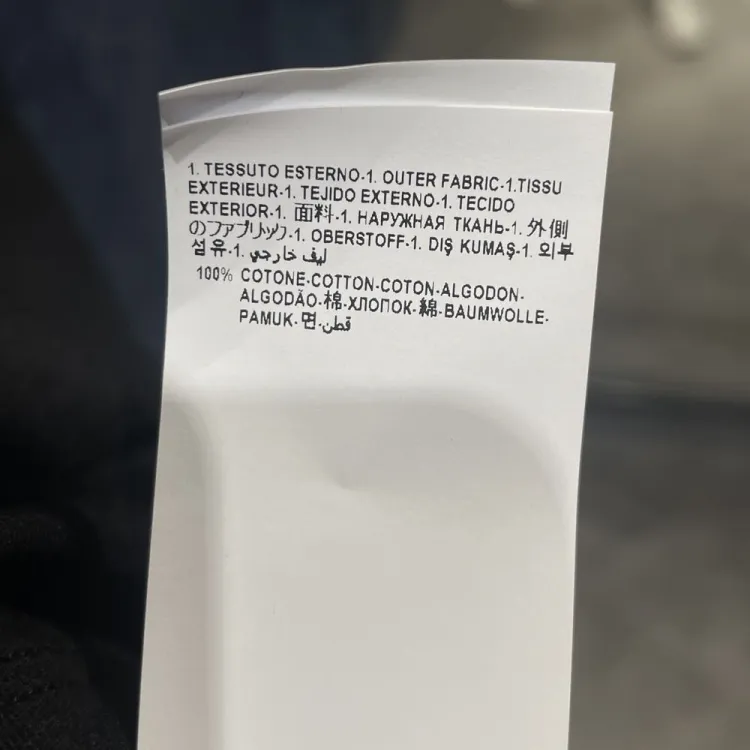 1. TESSUTO ESTERNO-1. OUTER FABRIC-1.TISSU
EXTERIEUR-1. TEJIDO EXTERNO-1. TECIDO
EXTERIOR-1. 面料-1. НАРУЖНАЯ ТКАНЬ-1. 外側
のファブリック-1. OBERSTOFF-1. DIŞ KUMAŞ-1. 외부
섬유-1. ليف خارجي
100% COTONE-COTTON-COTON-ALGODON-
ALGODÃO-棉-ХЛОПОК-綿-BAUMWOLLE-
PAMUK-면-قطن